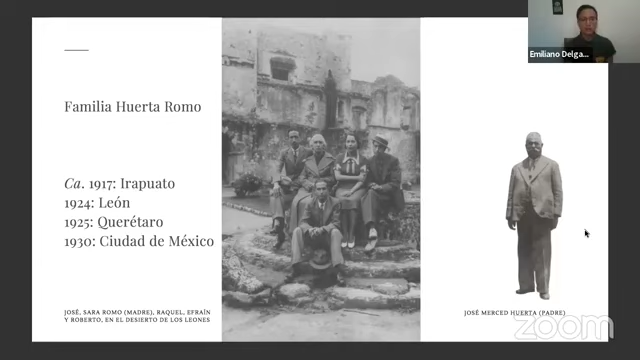 Emiliano Delga...
Familia Huerta Romo
Ca. 1917: Irapuato
1924: León
1925: Querétaro
1930: Ciudad de México
JOSÉ, SARA ROMO (MADRE), RAQUEL, EFRAÍN
Y ROBERTO, EN EL DESIERTO DE LOS LEONES
JOSÉ MERCED HUERTA (PADRE)
zoom